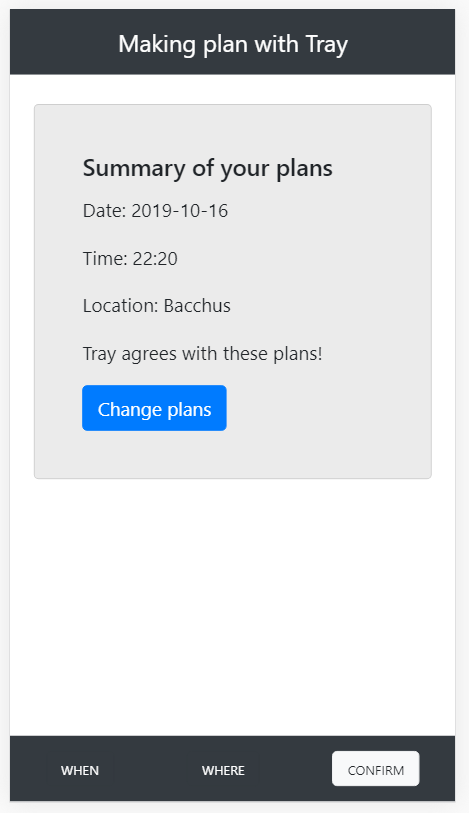 Making plan with Tray
Summary of your plans
Date: 2019-10-16
Time: 22:20
Location: Bacchus
Tray agrees with these plans!
Change plans
WHEN
WHERE
CONFIRM